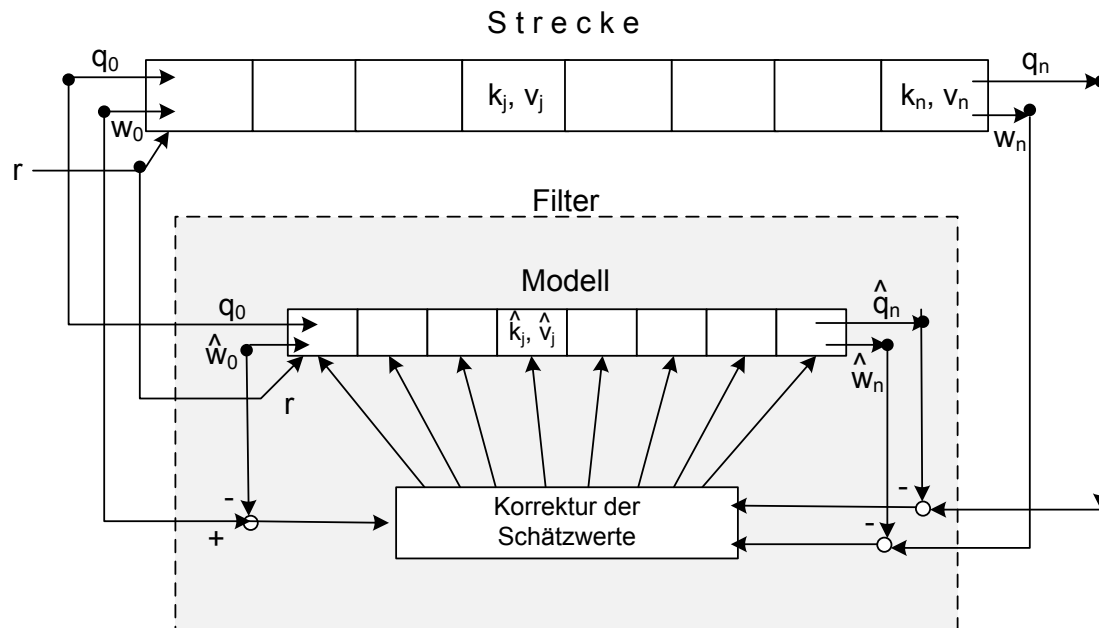 S t r e c k e
q₀
qₙ
kⱼ, vⱼ
kₙ, vₙ
w₀
wₙ
r
Filter
Modell
q₀
q̂ₙ
k̂ⱼ, v̂ⱼ
ŵ₀
ŵₙ
r
-
-
Korrektur der
Schätzwerte
+
-